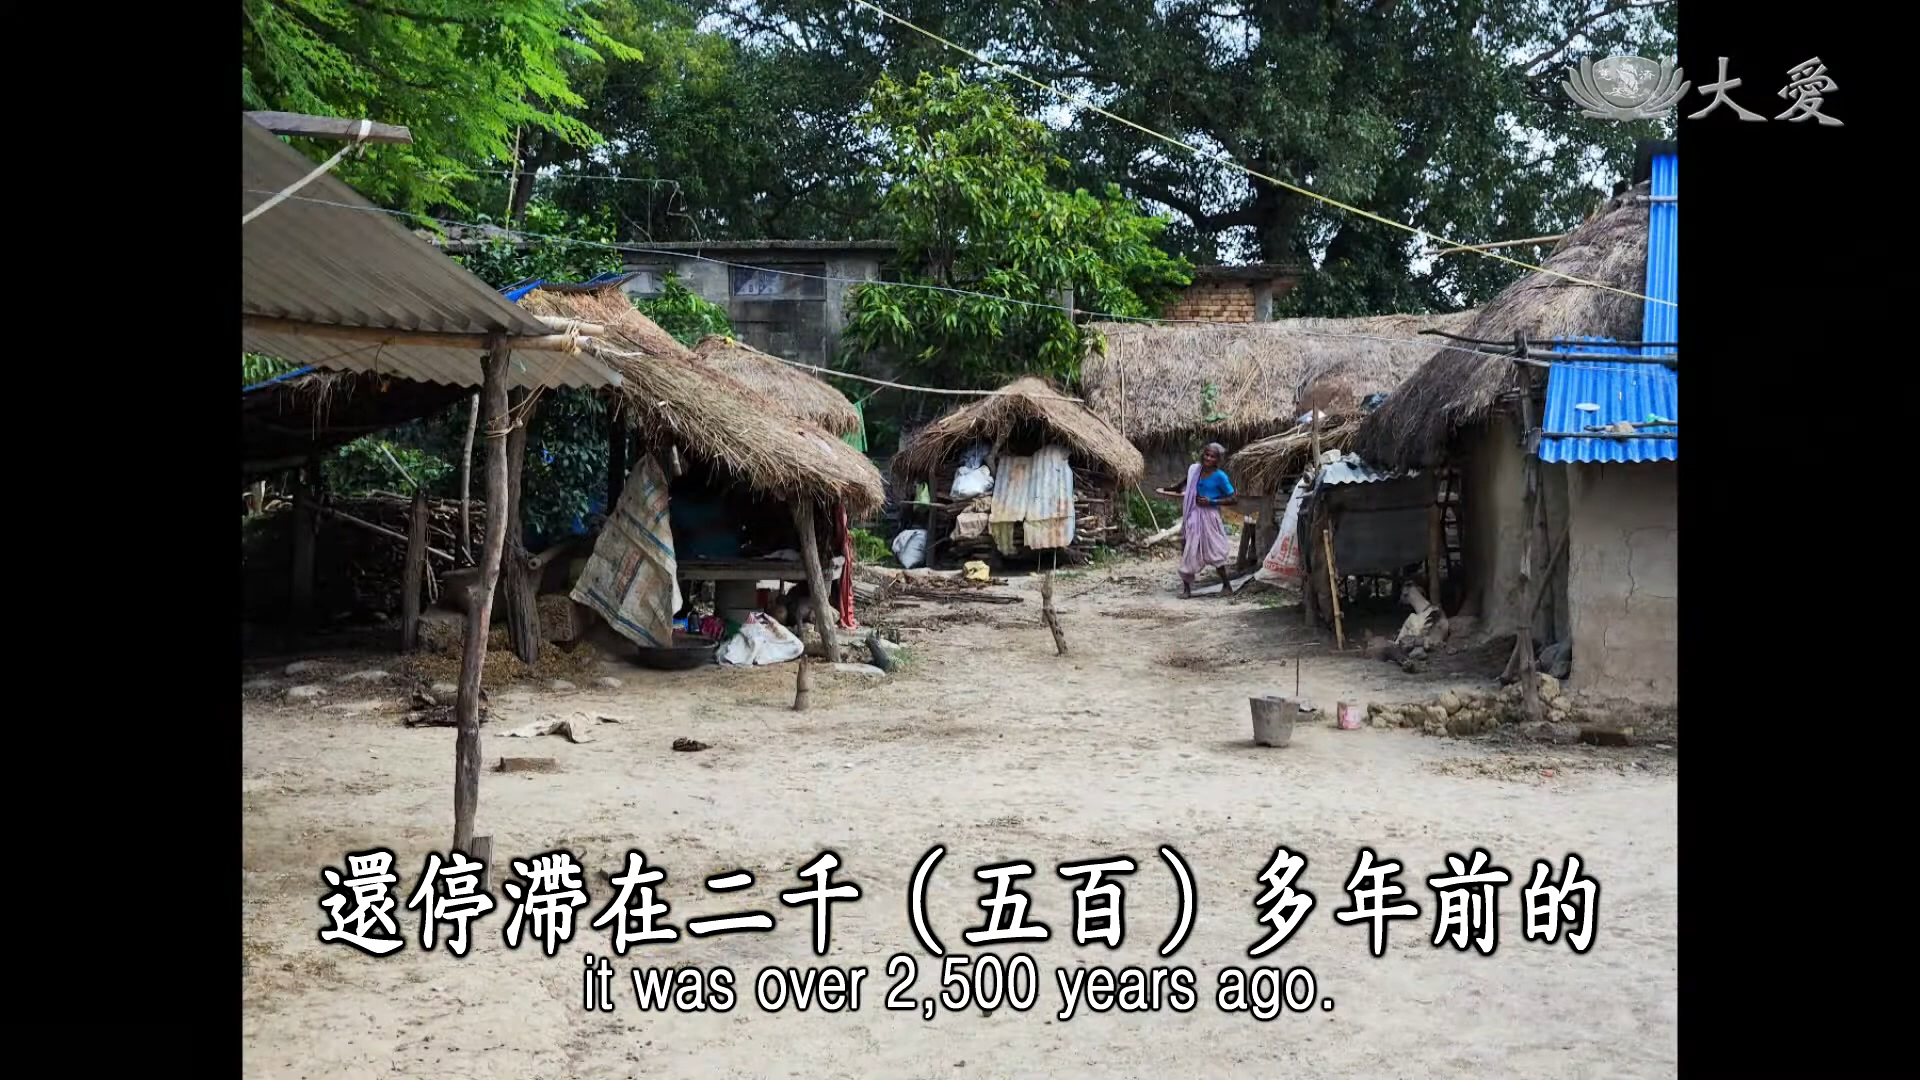 大愛
還停滯在二千（五百）多年前的
it was over 2,500 years ago.